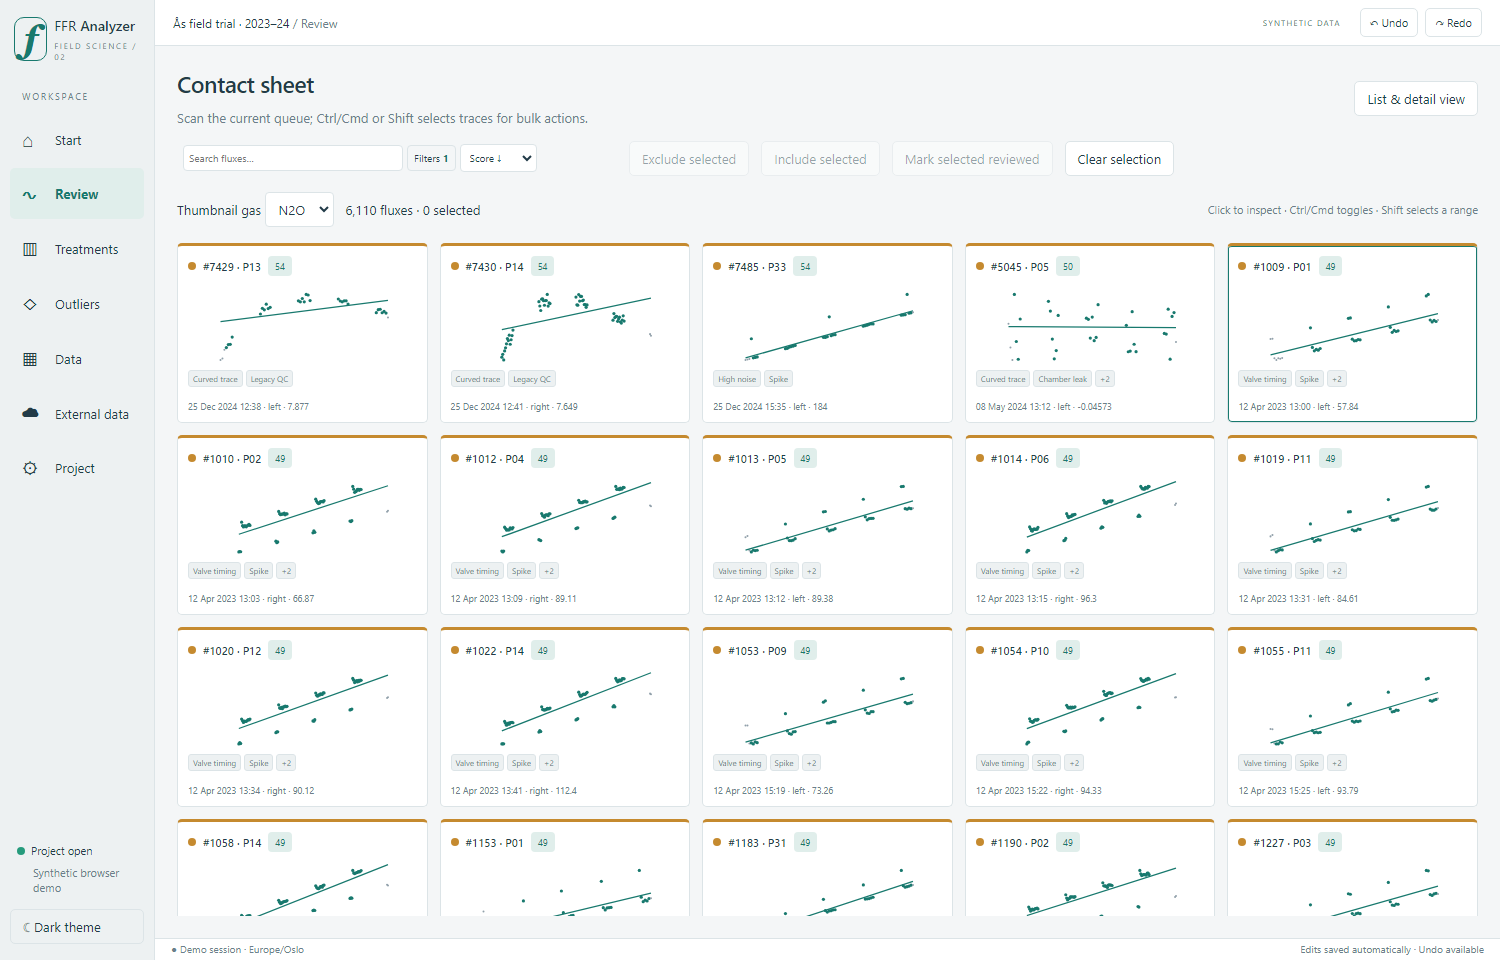 f FFR Analyzer
FIELD SCIENCE / 02
WORKSPACE
Start
Review
Treatments
Outliers
Data
External data
Project
Project open
Synthetic browser demo
☾ Dark theme
Ås field trial · 2023–24 / Review
SYNTHETIC DATA
↶ Undo
↷ Redo
Contact sheet
Scan the current queue; Ctrl/Cmd or Shift selects traces for bulk actions.
List & detail view
Search fluxes...
Filters 1
Score ↓
Exclude selected
Include selected
Mark selected reviewed
Clear selection
Thumbnail gas N2O 6,110 fluxes · 0 selected
Click to inspect · Ctrl/Cmd toggles · Shift selects a range
#7429 · P13 54
Curved trace Legacy QC
25 Dec 2024 12:38 · left · 7.877
#7430 · P14 54
Curved trace Legacy QC
25 Dec 2024 12:41 · right · 7.649
#7485 · P33 54
High noise Spike
25 Dec 2024 15:35 · left · 184
#5045 · P05 50
Curved trace Chamber leak +2
08 May 2024 13:12 · left · -0.04573
#1009 · P01 49
Valve timing Spike +2
12 Apr 2023 13:00 · left · 57.84
#1010 · P02 49
Valve timing Spike +2
12 Apr 2023 13:03 · right · 66.87
#1012 · P04 49
Valve timing Spike +2
12 Apr 2023 13:09 · right · 89.11
#1013 · P05 49
Valve timing Spike +2
12 Apr 2023 13:12 · left · 89.38
#1014 · P06 49
Valve timing Spike +2
12 Apr 2023 13:15 · right · 96.3
#1019 · P11 49
Valve timing Spike +2
12 Apr 2023 13:31 · left · 84.61
#1020 · P12 49
Valve timing Spike +2
12 Apr 2023 13:34 · right · 90.12
#1022 · P14 49
Valve timing Spike +2
12 Apr 2023 13:41 · right · 112.4
#1053 · P09 49
Valve timing Spike +2
12 Apr 2023 15:19 · left · 73.26
#1054 · P10 49
Valve timing Spike +2
12 Apr 2023 15:22 · right · 94.33
#1055 · P11 49
Valve timing Spike +2
12 Apr 2023 15:25 · left · 93.79
#1058 · P14 49
#1153 · P01 49
#1183 · P31 49
#1190 · P02 49
#1227 · P03 49
Demo session · Europe/Oslo
Edits saved automatically · Undo available